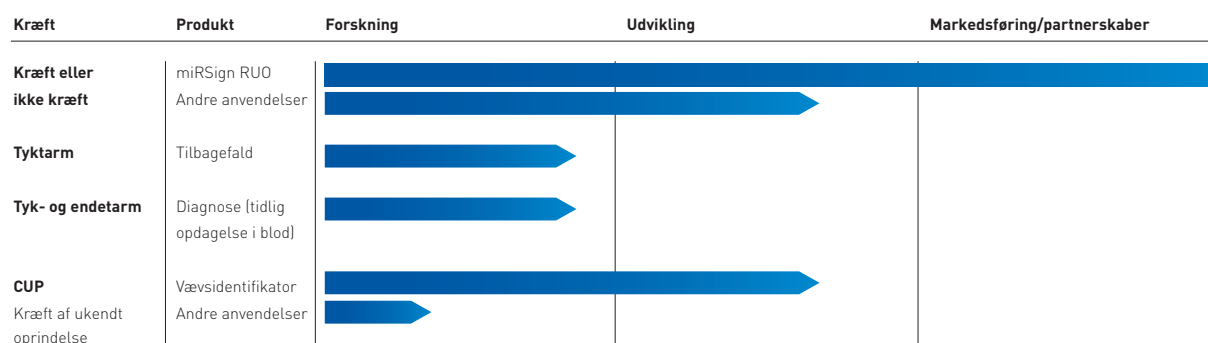 Kræft Produkt Forskning Udvikling Markedsføring/partnerskaber
Kræft eller miRSign RUO
ikke kræft Andre anvendelser
Tyktarm Tilbagefald
Tyk- og endetarm Diagnose (tidlig
opdagelse i blod)
CUP Vævsidentifikator
Kræft af ukendt Andre anvendelser
oprindelse